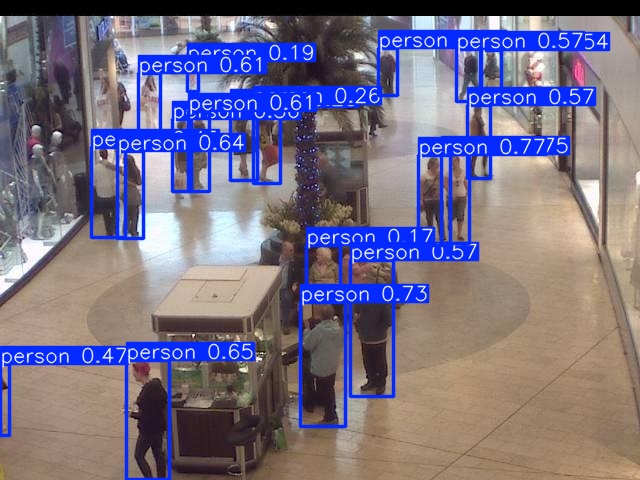 person
person 0.5754
person 0.19
person 0.61
person 0.57
0.26
person 0.61
person 0.64
person 0.7775
person 0.17
person 0.57
person 0.73
person 0.47
person 0.65